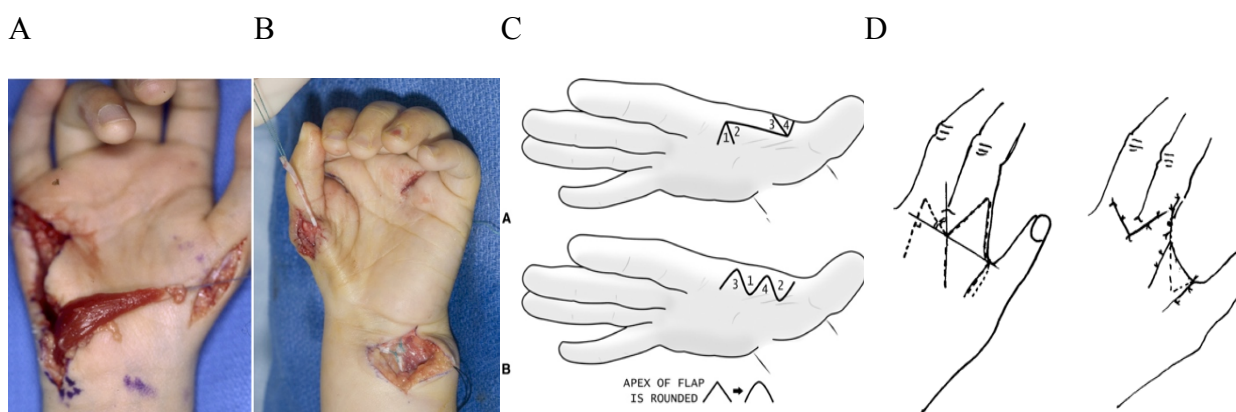 A B C D
1 2 3 4
A
3 1 4 2
B
APEX OF FLAP
IS ROUNDED